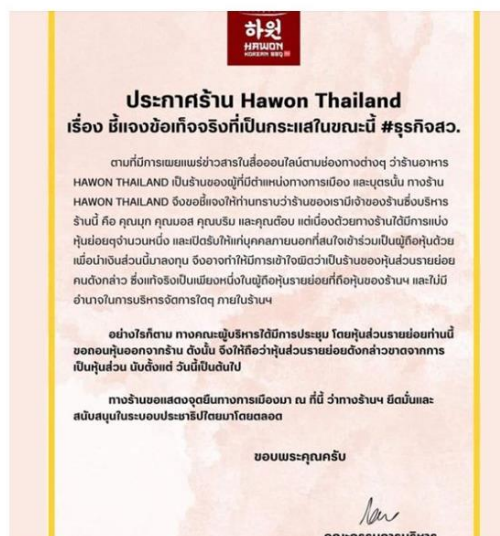 하원
HAWON
KOREAN BBQ
ประกาศร้าน Hawon Thailand
เรื่อง ชี้แจงข้อเท็จจริงที่เป็นกระแสในขณะนี้ #ธุรกิจสว.
ตามที่มีการเผยแพร่ข่าวสารในสื่อออนไลน์ตามช่องทางต่างๆ ว่าร้านอาหาร
HAWON THAILAND เป็นร้านของผู้ที่มีตำแหน่งทางการเมือง และบุตรนั้น ทางร้าน
HAWON THAILAND จึงขอชี้แจงให้ท่านทราบว่าร้านของเรามีเจ้าของร้านซึ่งบริหาร
ร้านนี้ คือ คุณมุก คุณมอส คุณบริม และคุณต๊อบ แต่เนื่องด้วยทางร้านได้มีการแบ่ง
หุ้นย่อยๆจำนวนหนึ่ง และเปิดรับให้แก่บุคคลภายนอกที่สนใจเข้าร่วมเป็นผู้ถือหุ้นด้วย
เพื่อนำเงินส่วนนี้มาลงทุน จึงอาจทำให้มีการเข้าใจผิดว่าเป็นร้านของหุ้นส่วนรายย่อย
คนดังกล่าว ซึ่งแท้จริงเป็นเพียงหนึ่งในผู้ถือหุ้นรายย่อยที่ถือหุ้นของร้านฯ และไม่มี
อำนาจในการบริหารจัดการใดๆ ภายในร้านฯ
อย่างไรก็ตาม ทางคณะผู้บริหารได้มีการประชุม โดยหุ้นส่วนรายย่อยท่านนี้
ขอถอนหุ้นออกจากร้าน ดังนั้น จึงให้ถือว่าหุ้นส่วนรายย่อยดังกล่าวขาดจากการ
เป็นหุ้นส่วน นับตั้งแต่ วันนี้เป็นต้นไป
ทางร้านขอแสดงจุดยืนทางการเมืองมา ณ ที่นี้ ว่าทางร้านฯ ยึดมั่นและ
สนับสนุนในระบอบประชาธิปไตยมาโดยตลอด
ขอบพระคุณครับ
คณะกรรมการบริหาร